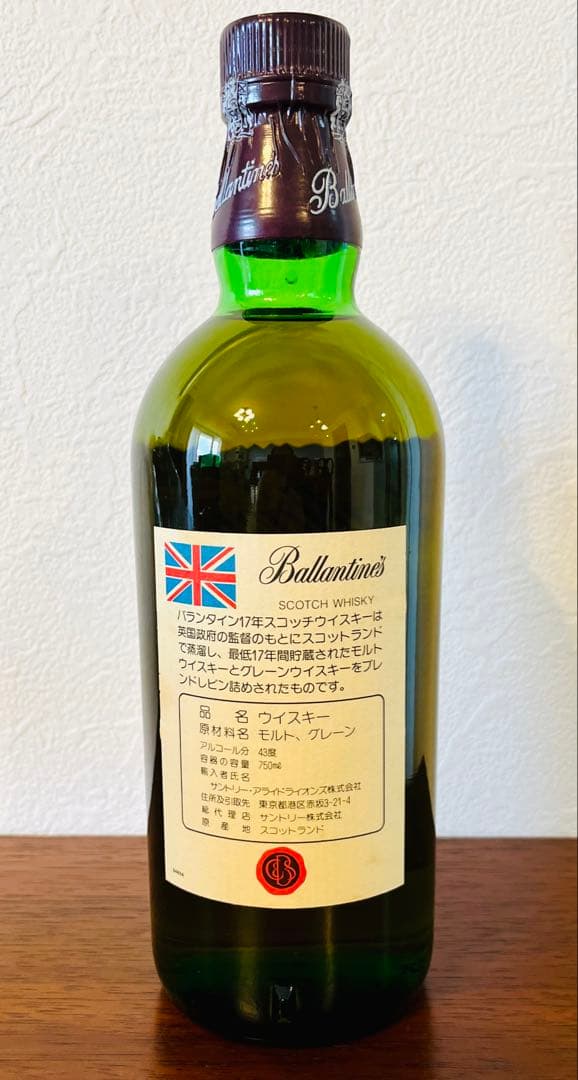 Ballantine's
Ballantine's
SCOTCH WHISKY
バランタイン17年スコッチウイスキーは
英国政府の監督のもとにスコットランド
で蒸溜し、最低17年間貯蔵されたモルト
ウイスキーとグレーンウイスキーをブレ
ンドしビン詰めされたものです。
品 名 ウイスキー
原材料名 モルト、グレーン
アルコール分 43度
容器の容量 750mℓ
輸入者氏名
サントリー・アライドライオンズ株式会社
住所及引取先 東京都港区赤坂3-21-4
総代理店 サントリー株式会社
原産地 スコットランド